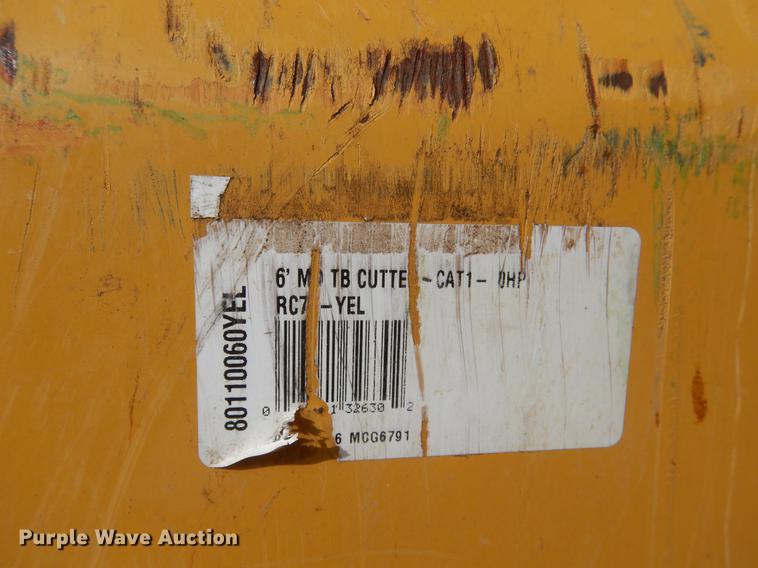 80110060YEL
6' M TB CUTTE -CAT1- 0HP
RC7 -YEL
0 1 32630 2
6 MCG6791
Purple Wave Auction